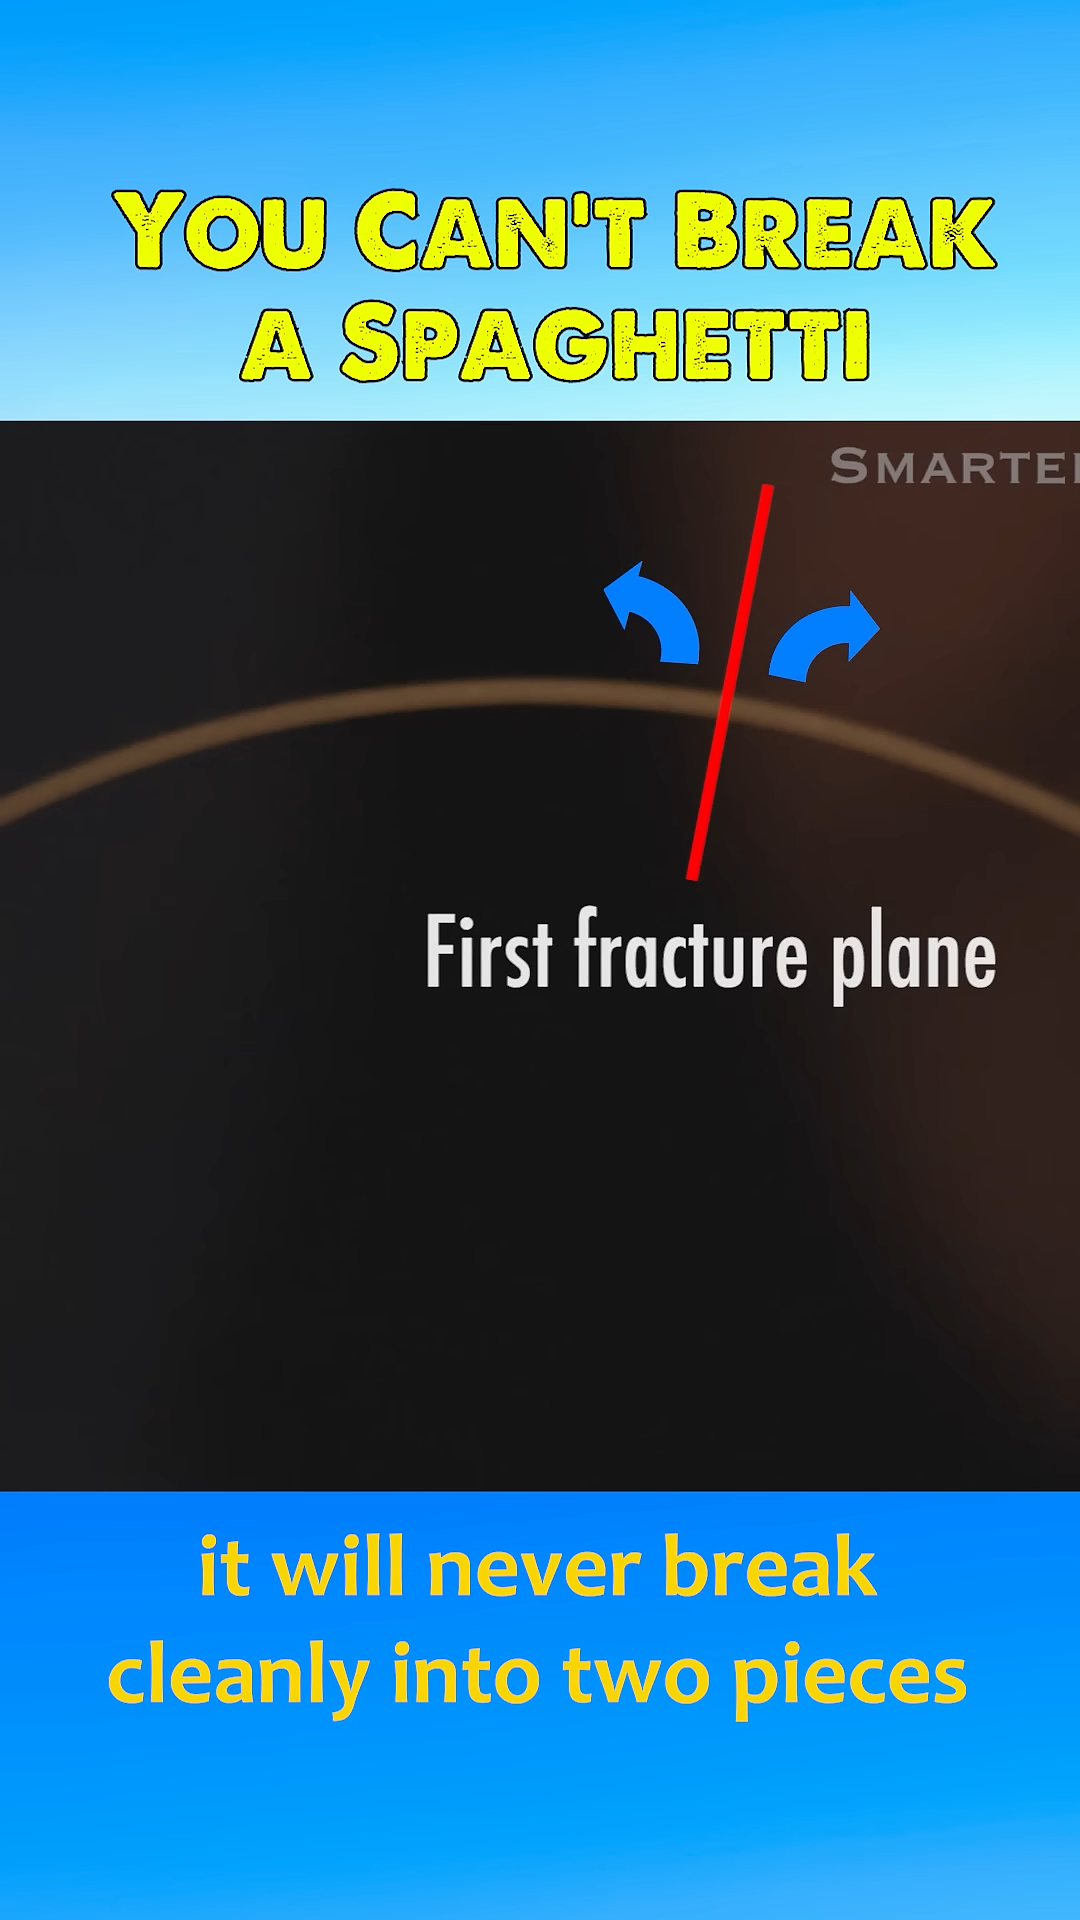 You Can't Break
a Spaghetti
First fracture plane
it will never break
cleanly into two pieces